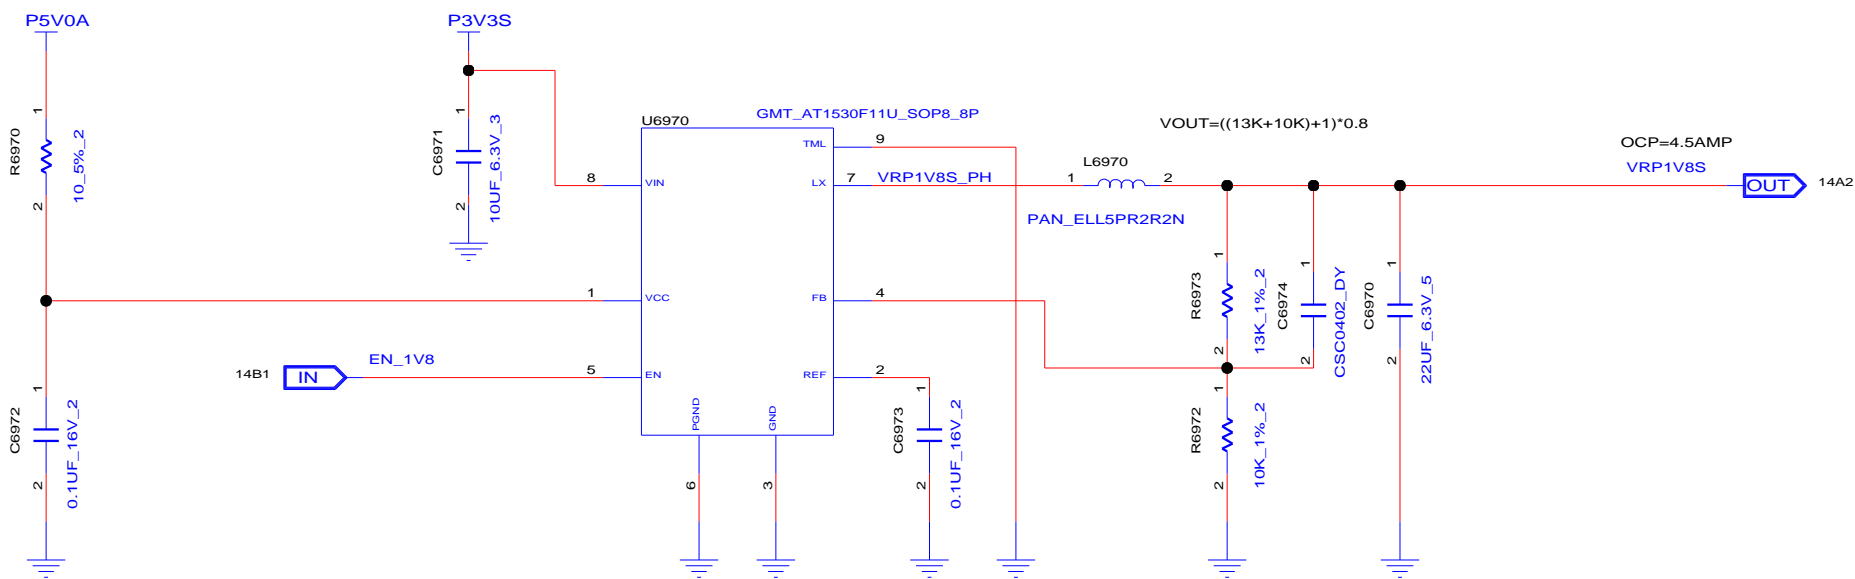 P5V0A
P3V3S
R6970
1
10_5%_2
2
C6971
1
10UF_6.3V_3
2
U6970
GMT_AT1530F11U_SOP8_8P
TML
9
VIN
8
LX
7
VRP1V8S_PH
VCC
1
FB
4
EN
5
REF
2
PGND
6
GND
3
14B1
IN
EN_1V8
C6972
1
0.1UF_16V_2
2
C6973
1
0.1UF_16V_2
2
L6970
1
2
PAN_ELL5PR2R2N
VOUT=((13K+10K)+1)*0.8
OCP=4.5AMP
VRP1V8S
OUT
14A2
R6973
1
13K_1%_2
2
C6974
1
CSC0402_DY
2
C6970
1
22UF_6.3V_5
2
R6972
1
10K_1%_2
2